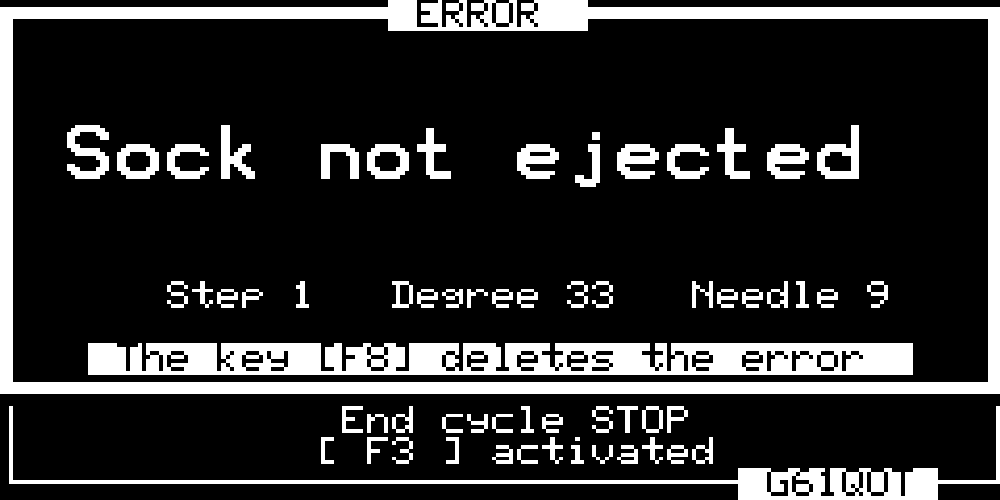 ERROR
Sock not ejected
Step 1 Degree 33 Needle 9
The key [F8] deletes the error
End cycle STOP
[ F3 ] activated
G61QOT